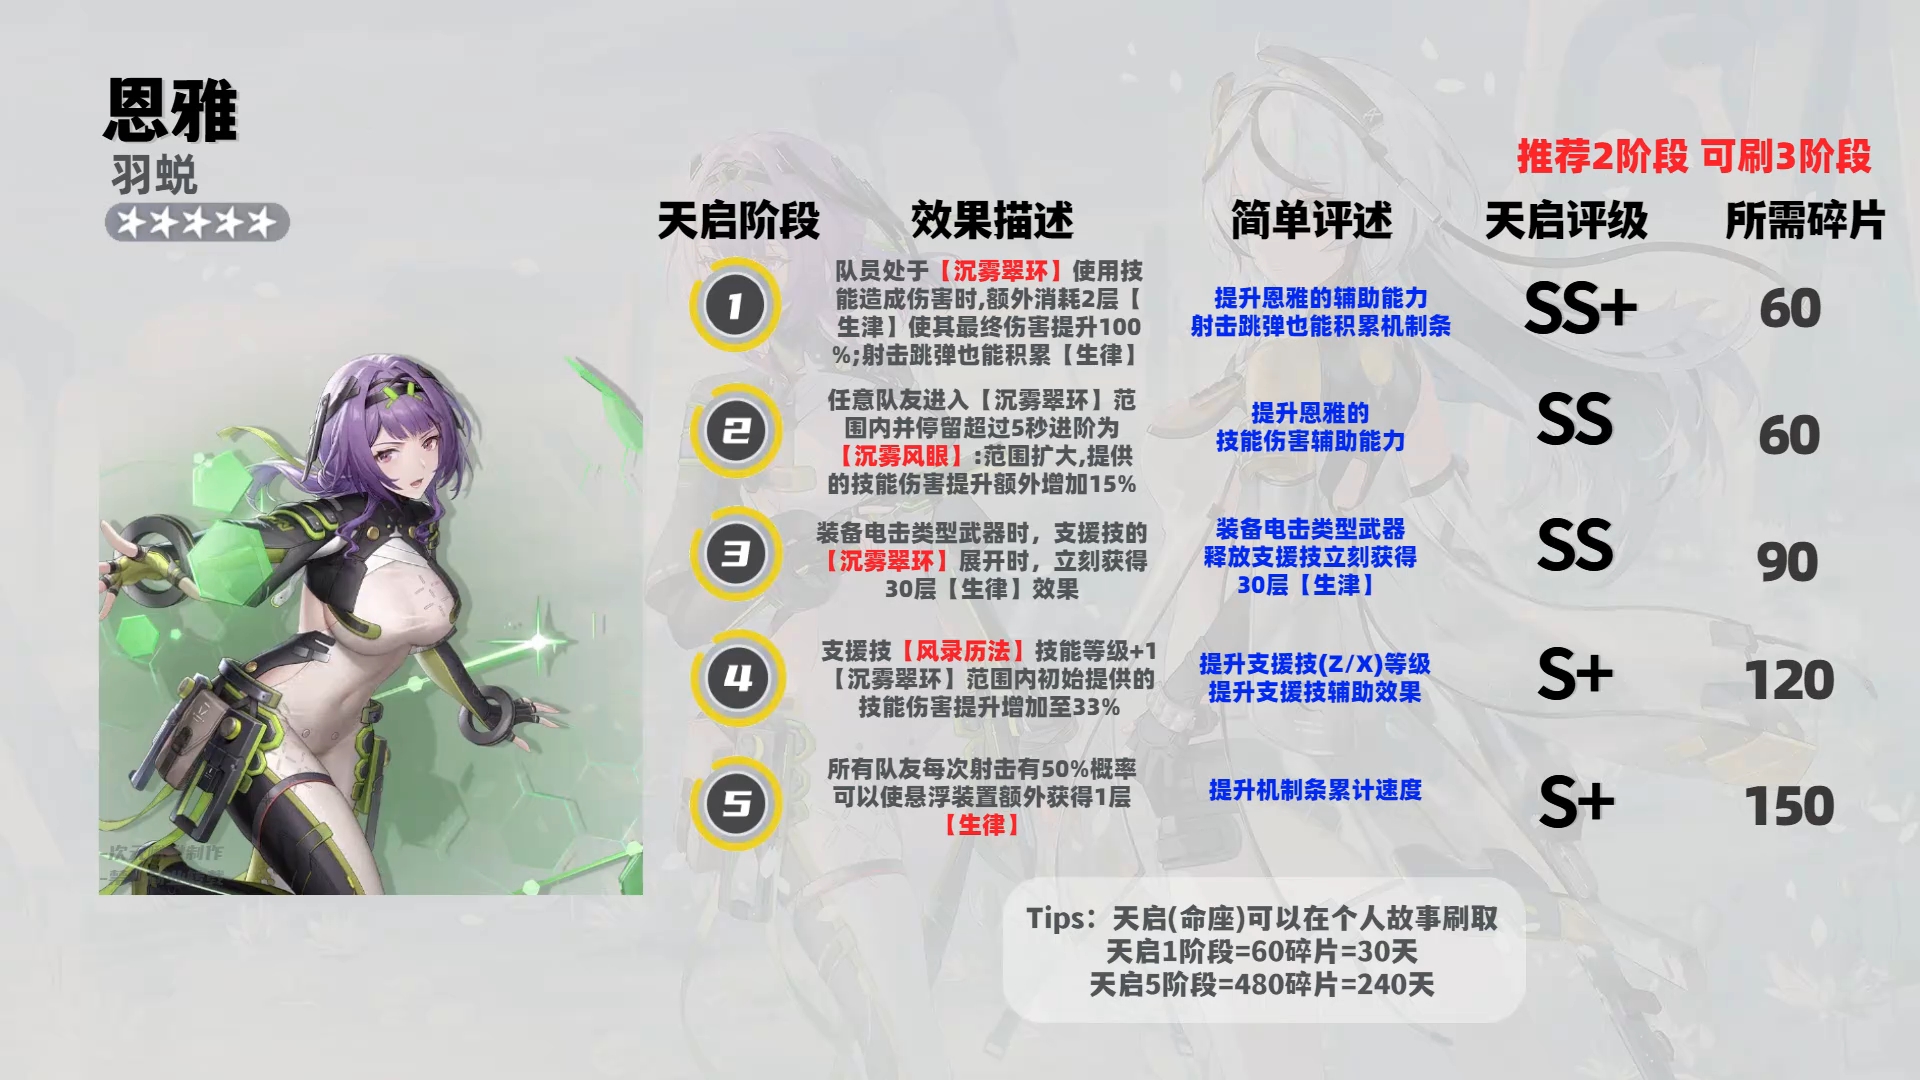 恩雅
羽蜕
推荐2阶段 可刷3阶段
天启阶段 效果描述 简单评述 天启评级 所需碎片
1
队员处于【沉雾翠环】使用技
能造成伤害时,额外消耗2层【
生津】使其最终伤害提升100
%;射击跳弹也能积累【生律】
提升恩雅的辅助能力
射击跳弹也能积累机制条
SS+
60
2
任意队友进入【沉雾翠环】范
围内并停留超过5秒进阶为
【沉雾风眼】:范围扩大,提供
的技能伤害提升额外增加15%
提升恩雅的
技能伤害辅助能力
SS
60
3
装备电击类型武器时，支援技的
【沉雾翠环】展开时，立刻获得
30层【生律】效果
装备电击类型武器
释放支援技立刻获得
30层【生津】
SS
90
4
支援技【风录历法】技能等级+1
【沉雾翠环】范围内初始提供的
技能伤害提升增加至33%
提升支援技(Z/X)等级
提升支援技辅助效果
S+
120
5
所有队友每次射击有50%概率
可以使悬浮装置额外获得1层
【生律】
提升机制条累计速度
S+
150
Tips：天启(命座)可以在个人故事刷取
天启1阶段=60碎片=30天
天启5阶段=480碎片=240天